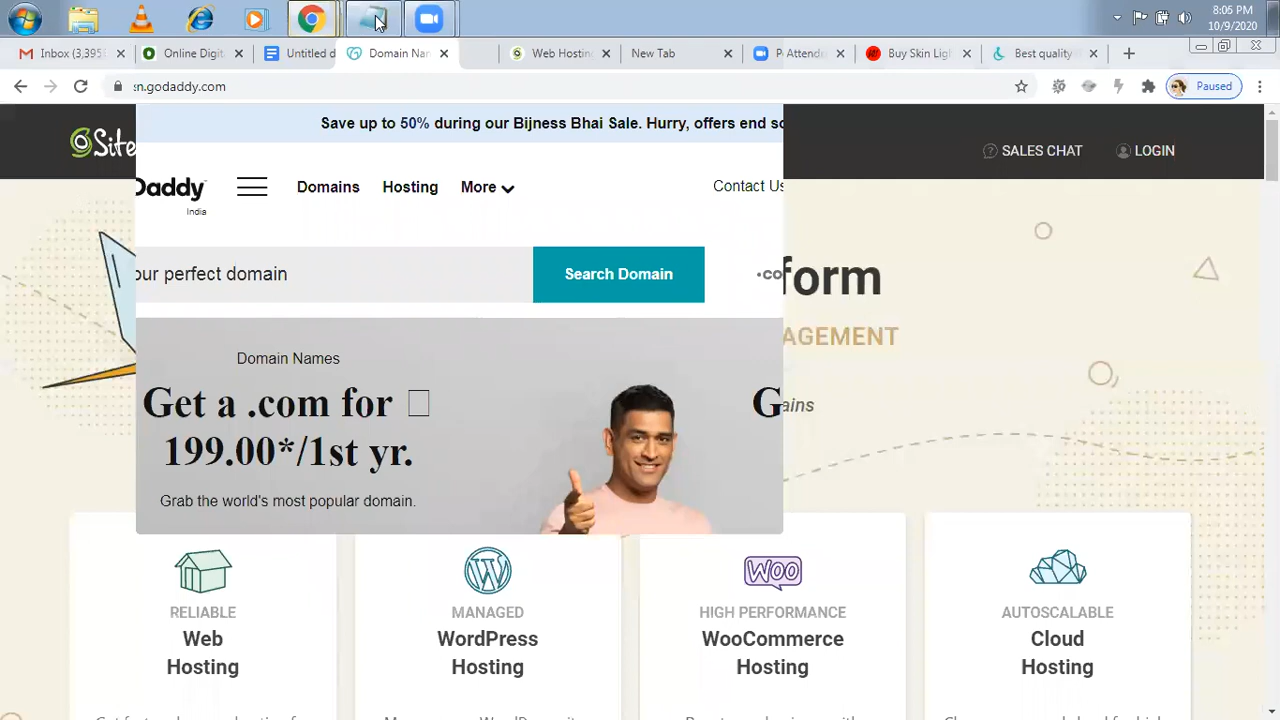 8:05 PM
10/9/2020
Inbox (3,395
Online Digit
Untitled d
Domain Nam
Web Hostin
New Tab
Attende
Buy Skin Ligh
Best quality
n.godaddy.com
Paused
Save up to 50% during our Bijness Bhai Sale. Hurry, offers end so
Site
Daddy
India
Domains
Hosting
More
Contact Us
SALES CHAT
LOGIN
our perfect domain
Search Domain
.co
form
AGEMENT
ains
Domain Names
Get a .com for
199.00*/1st yr.
G
Grab the world's most popular domain.
RELIABLE
Web
Hosting
MANAGED
WordPress
Hosting
WOO
HIGH PERFORMANCE
WooCommerce
Hosting
AUTOSCALABLE
Cloud
Hosting